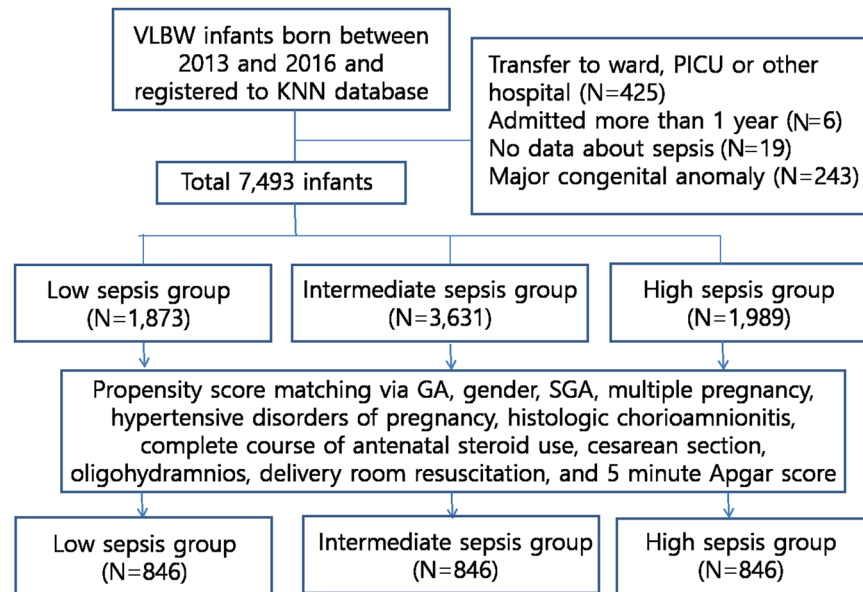 VLBW infants born between
2013 and 2016 and
registered to KNN database
Transfer to ward, PICU or other
hospital (N=425)
Admitted more than 1 year (N=6)
No data about sepsis (N=19)
Major congenital anomaly (N=243)
Total 7,493 infants
Low sepsis group
(N=1,873)
Intermediate sepsis group
(N=3,631)
High sepsis group
(N=1,989)
Propensity score matching via GA, gender, SGA, multiple pregnancy,
hypertensive disorders of pregnancy, histologic chorioamnionitis,
complete course of antenatal steroid use, cesarean section,
oligohydramnios, delivery room resuscitation, and 5 minute Apgar score
Low sepsis group
(N=846)
Intermediate sepsis group
(N=846)
High sepsis group
(N=846)